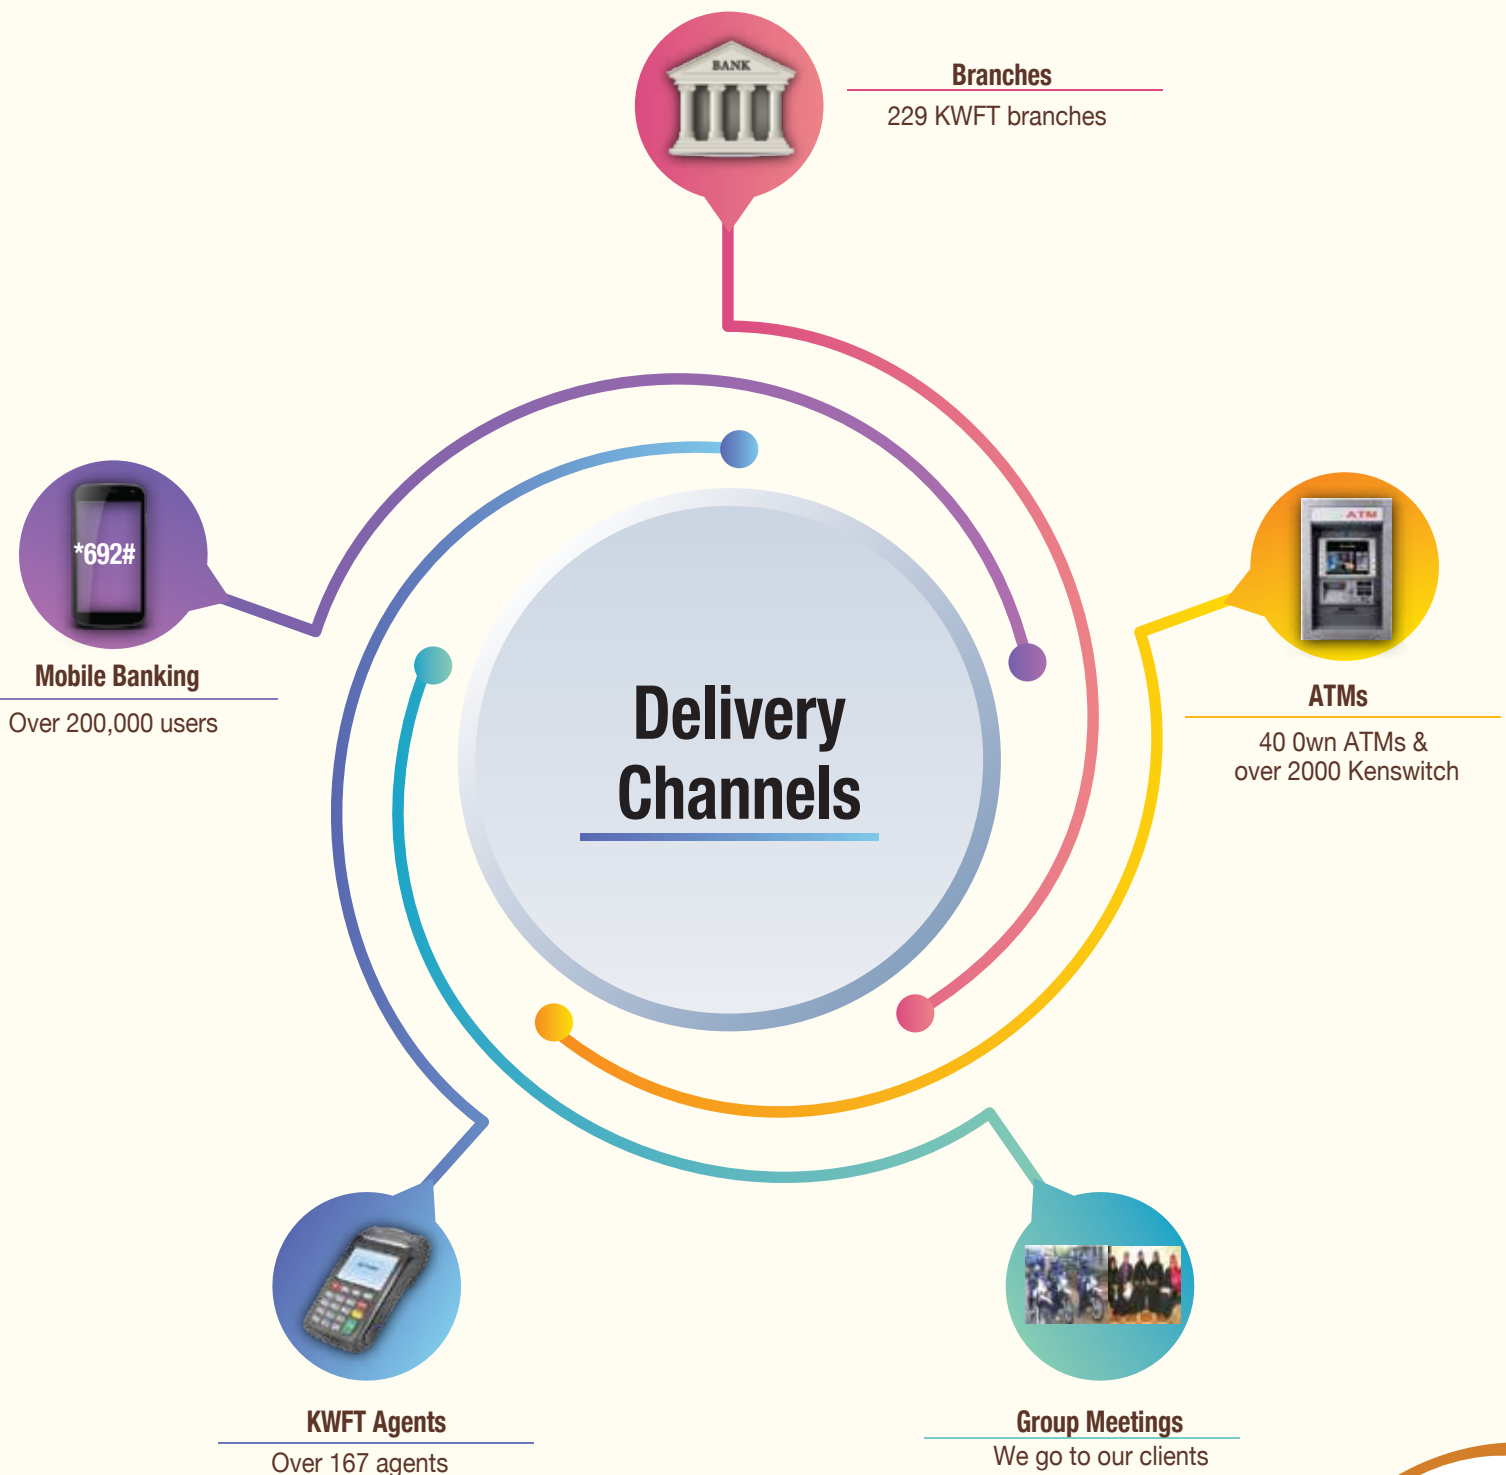 BANK
Branches
229 KWFT branches
*692#
Mobile Banking
Over 200,000 users
ATM
ATMs
40 0wn ATMs &
over 2000 Kenswitch
Delivery
Channels
KWFT Agents
Over 167 agents
Group Meetings
We go to our clients